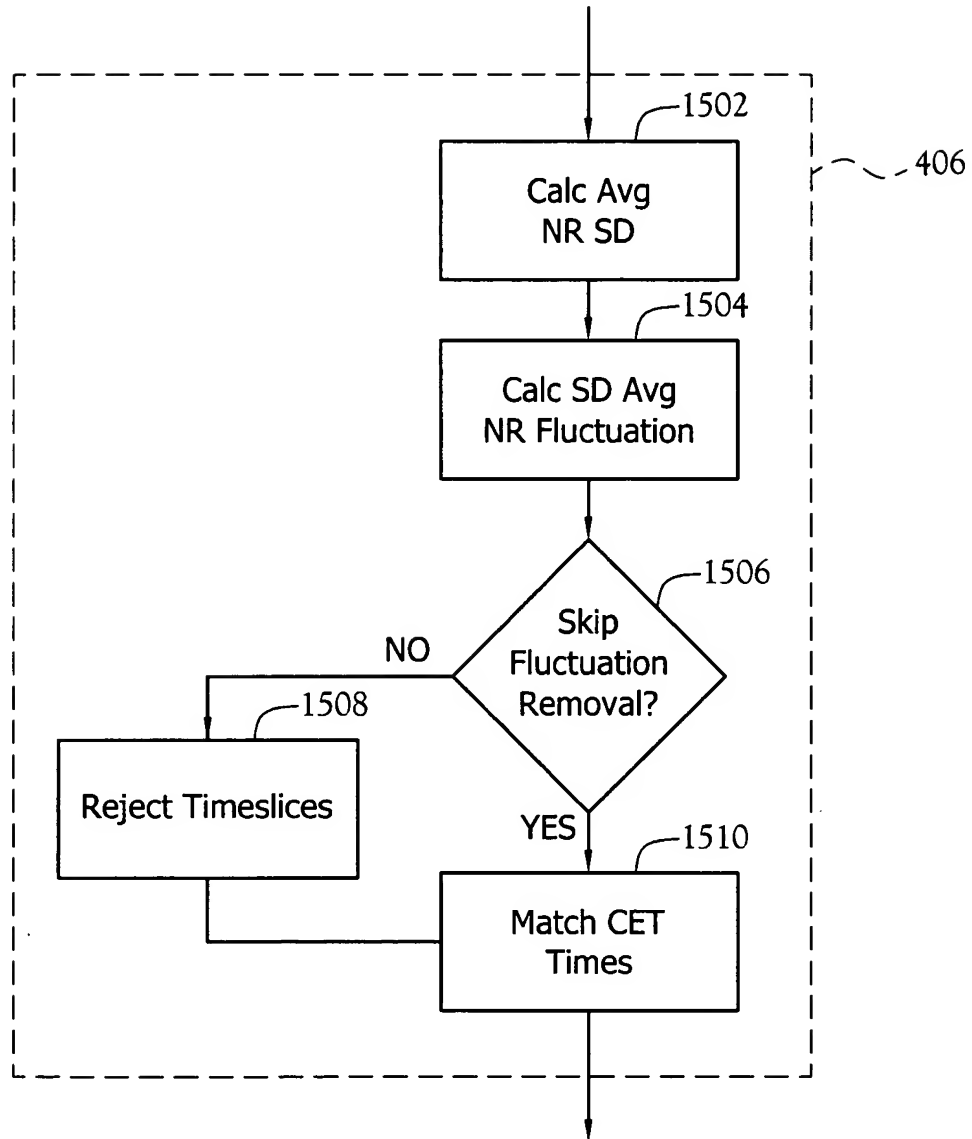 1502
Calc Avg
NR SD
406
1504
Calc SD Avg
NR Fluctuation
1506
Skip
Fluctuation
Removal?
NO
1508
Reject Timeslices
YES
1510
Match CET
Times